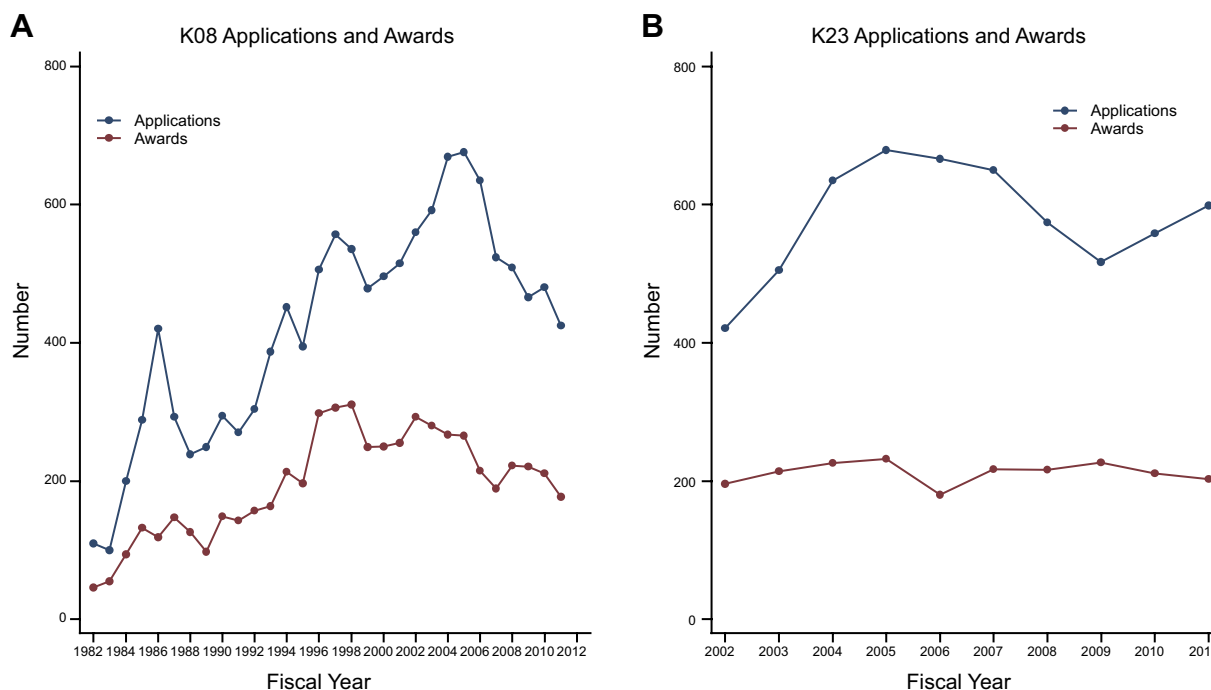 A
K08 Applications and Awards
800
600
400
200
0
Number
Applications
Awards
1982 1984 1986 1988 1990 1992 1994 1996 1998 2000 2002 2004 2006 2008 2010 2012
Fiscal Year
B
K23 Applications and Awards
800
600
400
200
0
Number
Applications
Awards
2002 2003 2004 2005 2006 2007 2008 2009 2010 201
Fiscal Year